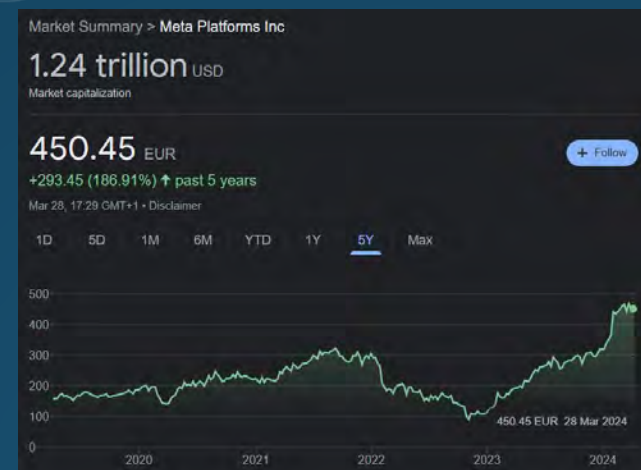 Market Summary > Meta Platforms Inc
1.24 trillion USD
Market capitalization
450.45 EUR
+ Follow
+293.45 (186.91%) ↑ past 5 years
Mar 28, 17.29 GMT+1 • Disclaimer
1D 5D 1M 6M YTD 1Y 5Y Max
500
400
300
200
100
450.45 EUR 28 Mar 2024
0
2020 2021 2022 2023 2024